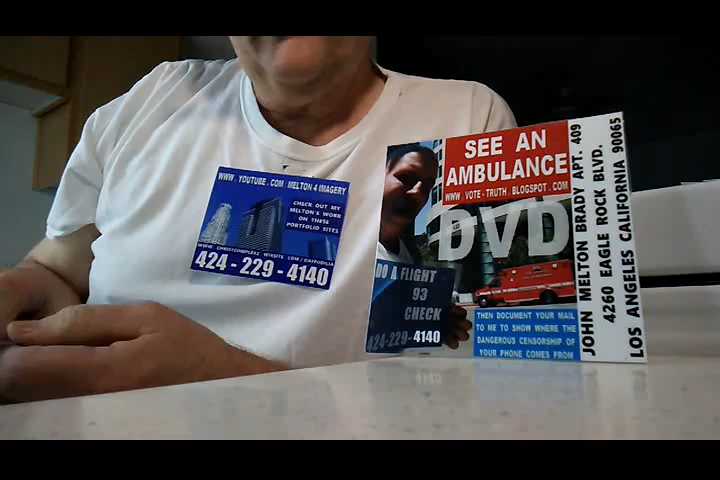 WWW . YOUTUBE . COM MELTON 4 IMAGERY
CHECK OUT MY
MELTON'S WORK
ON THESE
PORTFOLIO SITES
424 - 229 - 4140
SEE AN
AMBULANCE
WWW . VOTE - TRUTH . BLOGSPOT . COM
DVD
DO A FLIGHT
93
CHECK
424-229-4140
THEN DOCUMENT YOUR MAIL
TO ME TO SHOW WHERE THE
DANGEROUS CENSORSHIP OF
YOUR PHONE COMES FROM
JOHN MELTON BRADY APT. 409
4260 EAGLE ROCK BLVD.
LOS ANGELES CALIFORNIA 90065